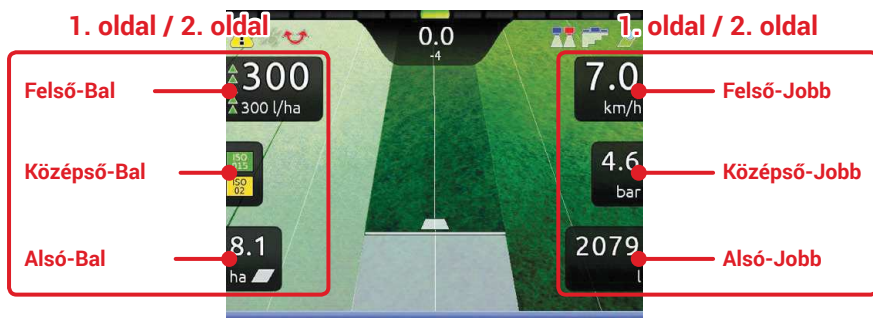 1. oldal / 2. oldal
0.0
-4
1. oldal / 2. oldal
Felső-Bal
300
300 l/ha
7.0
km/h
Felső-Jobb
Középső-Bal
ISO
015
ISO
02
4.6
bar
Középső-Jobb
Alsó-Bal
8.1
ha
2079
l
Alsó-Jobb